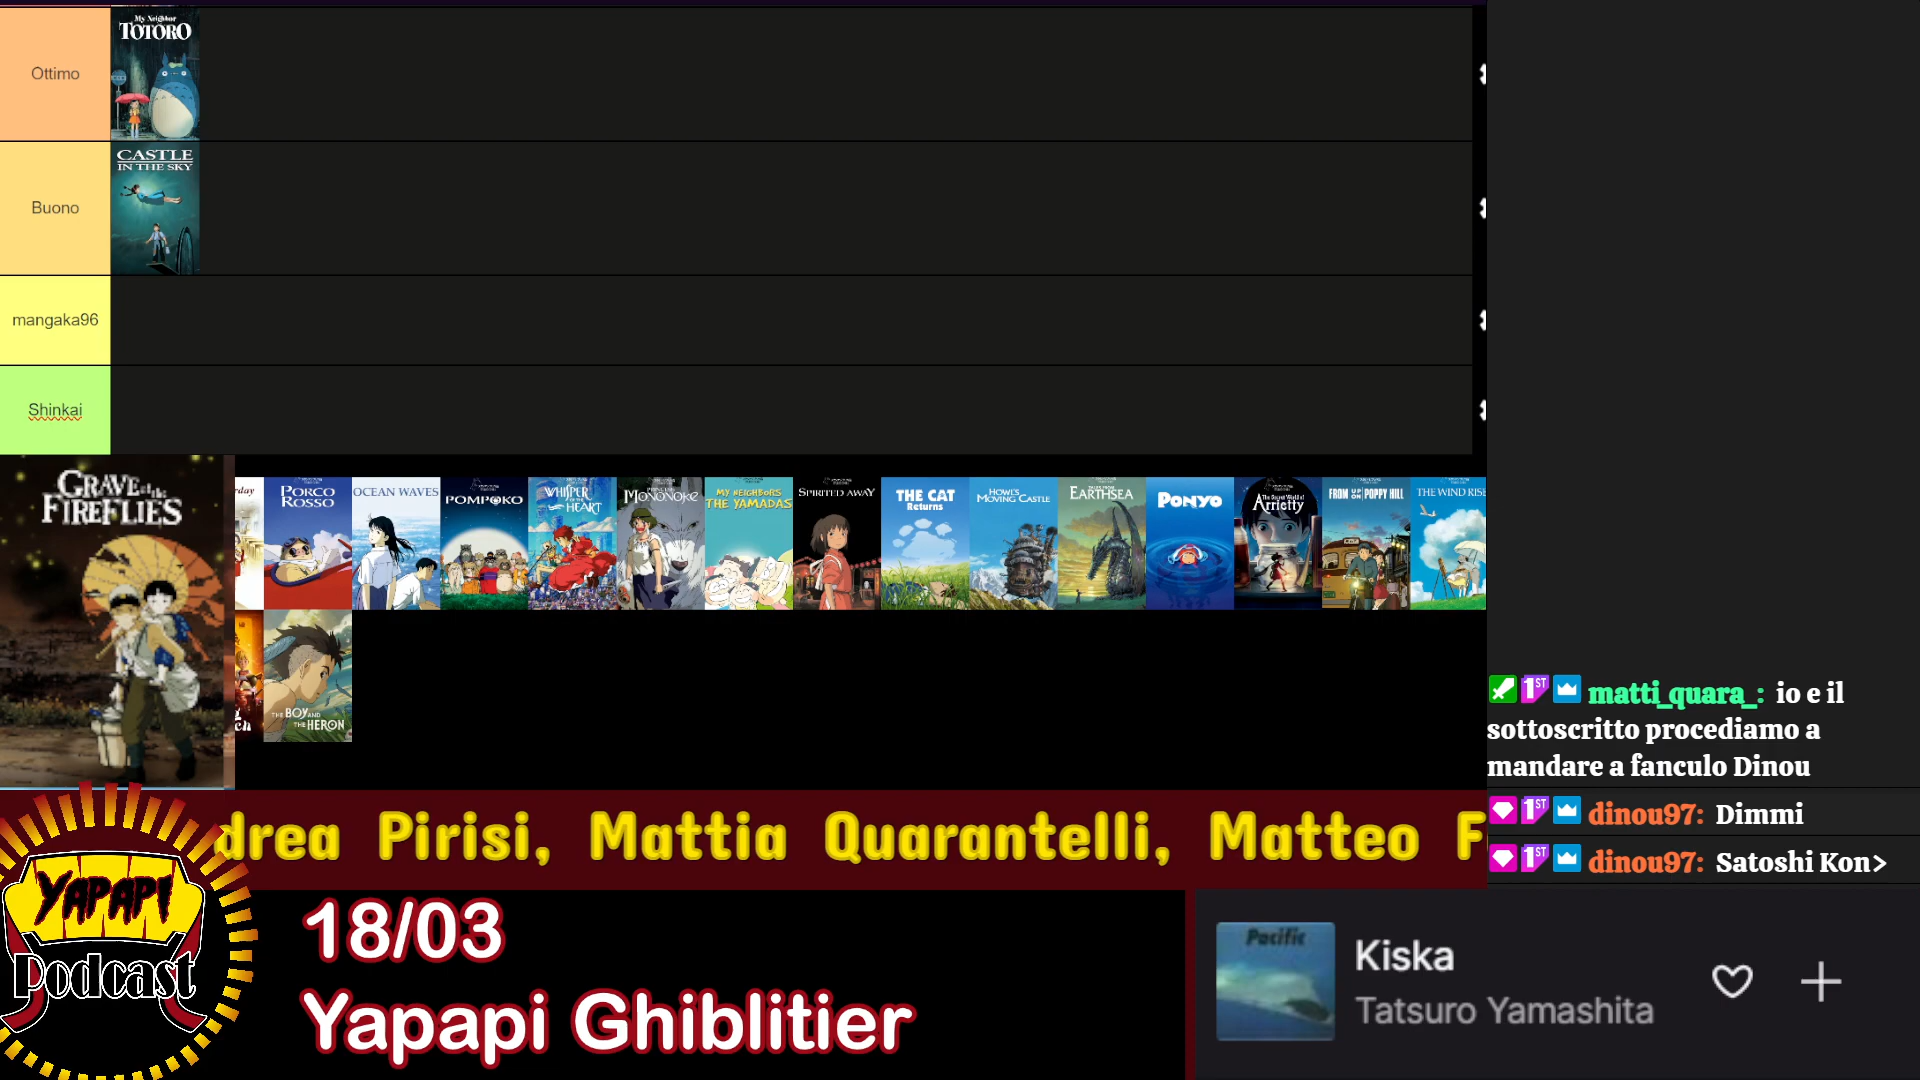 My Neighbor
TOTORO
Ottimo
CASTLE
IN THE SKY
Buono
mangaka96
Shinkai
GRAVE of the
FIREFLIES
rday
PORCO
ROSSO
OCEAN WAVES
POMPOKO
WHISPER
OF THE
HEART
MONONOKE
MY NEIGHBORS
THE YAMADAS
SPIRITED AWAY
THE CAT
Returns
HOWL'S
MOVING CASTLE
EARTHSEA
PONYO
The Secret World of
Arrietty
FROM UP ON POPPY HILL
THE WIND RISE
THE BOY AND
THE HERON
matti_quara_: io e il
sottoscritto procediamo a
mandare a fanculo Dinou
dinou97: Dimmi
dinou97: Satoshi Kon>
drea Pirisi, Mattia Quarantelli, Matteo F
YAPAPI
Podcast
18/03
Yapapi Ghiblitier
Pacific
Kiska
Tatsuro Yamashita